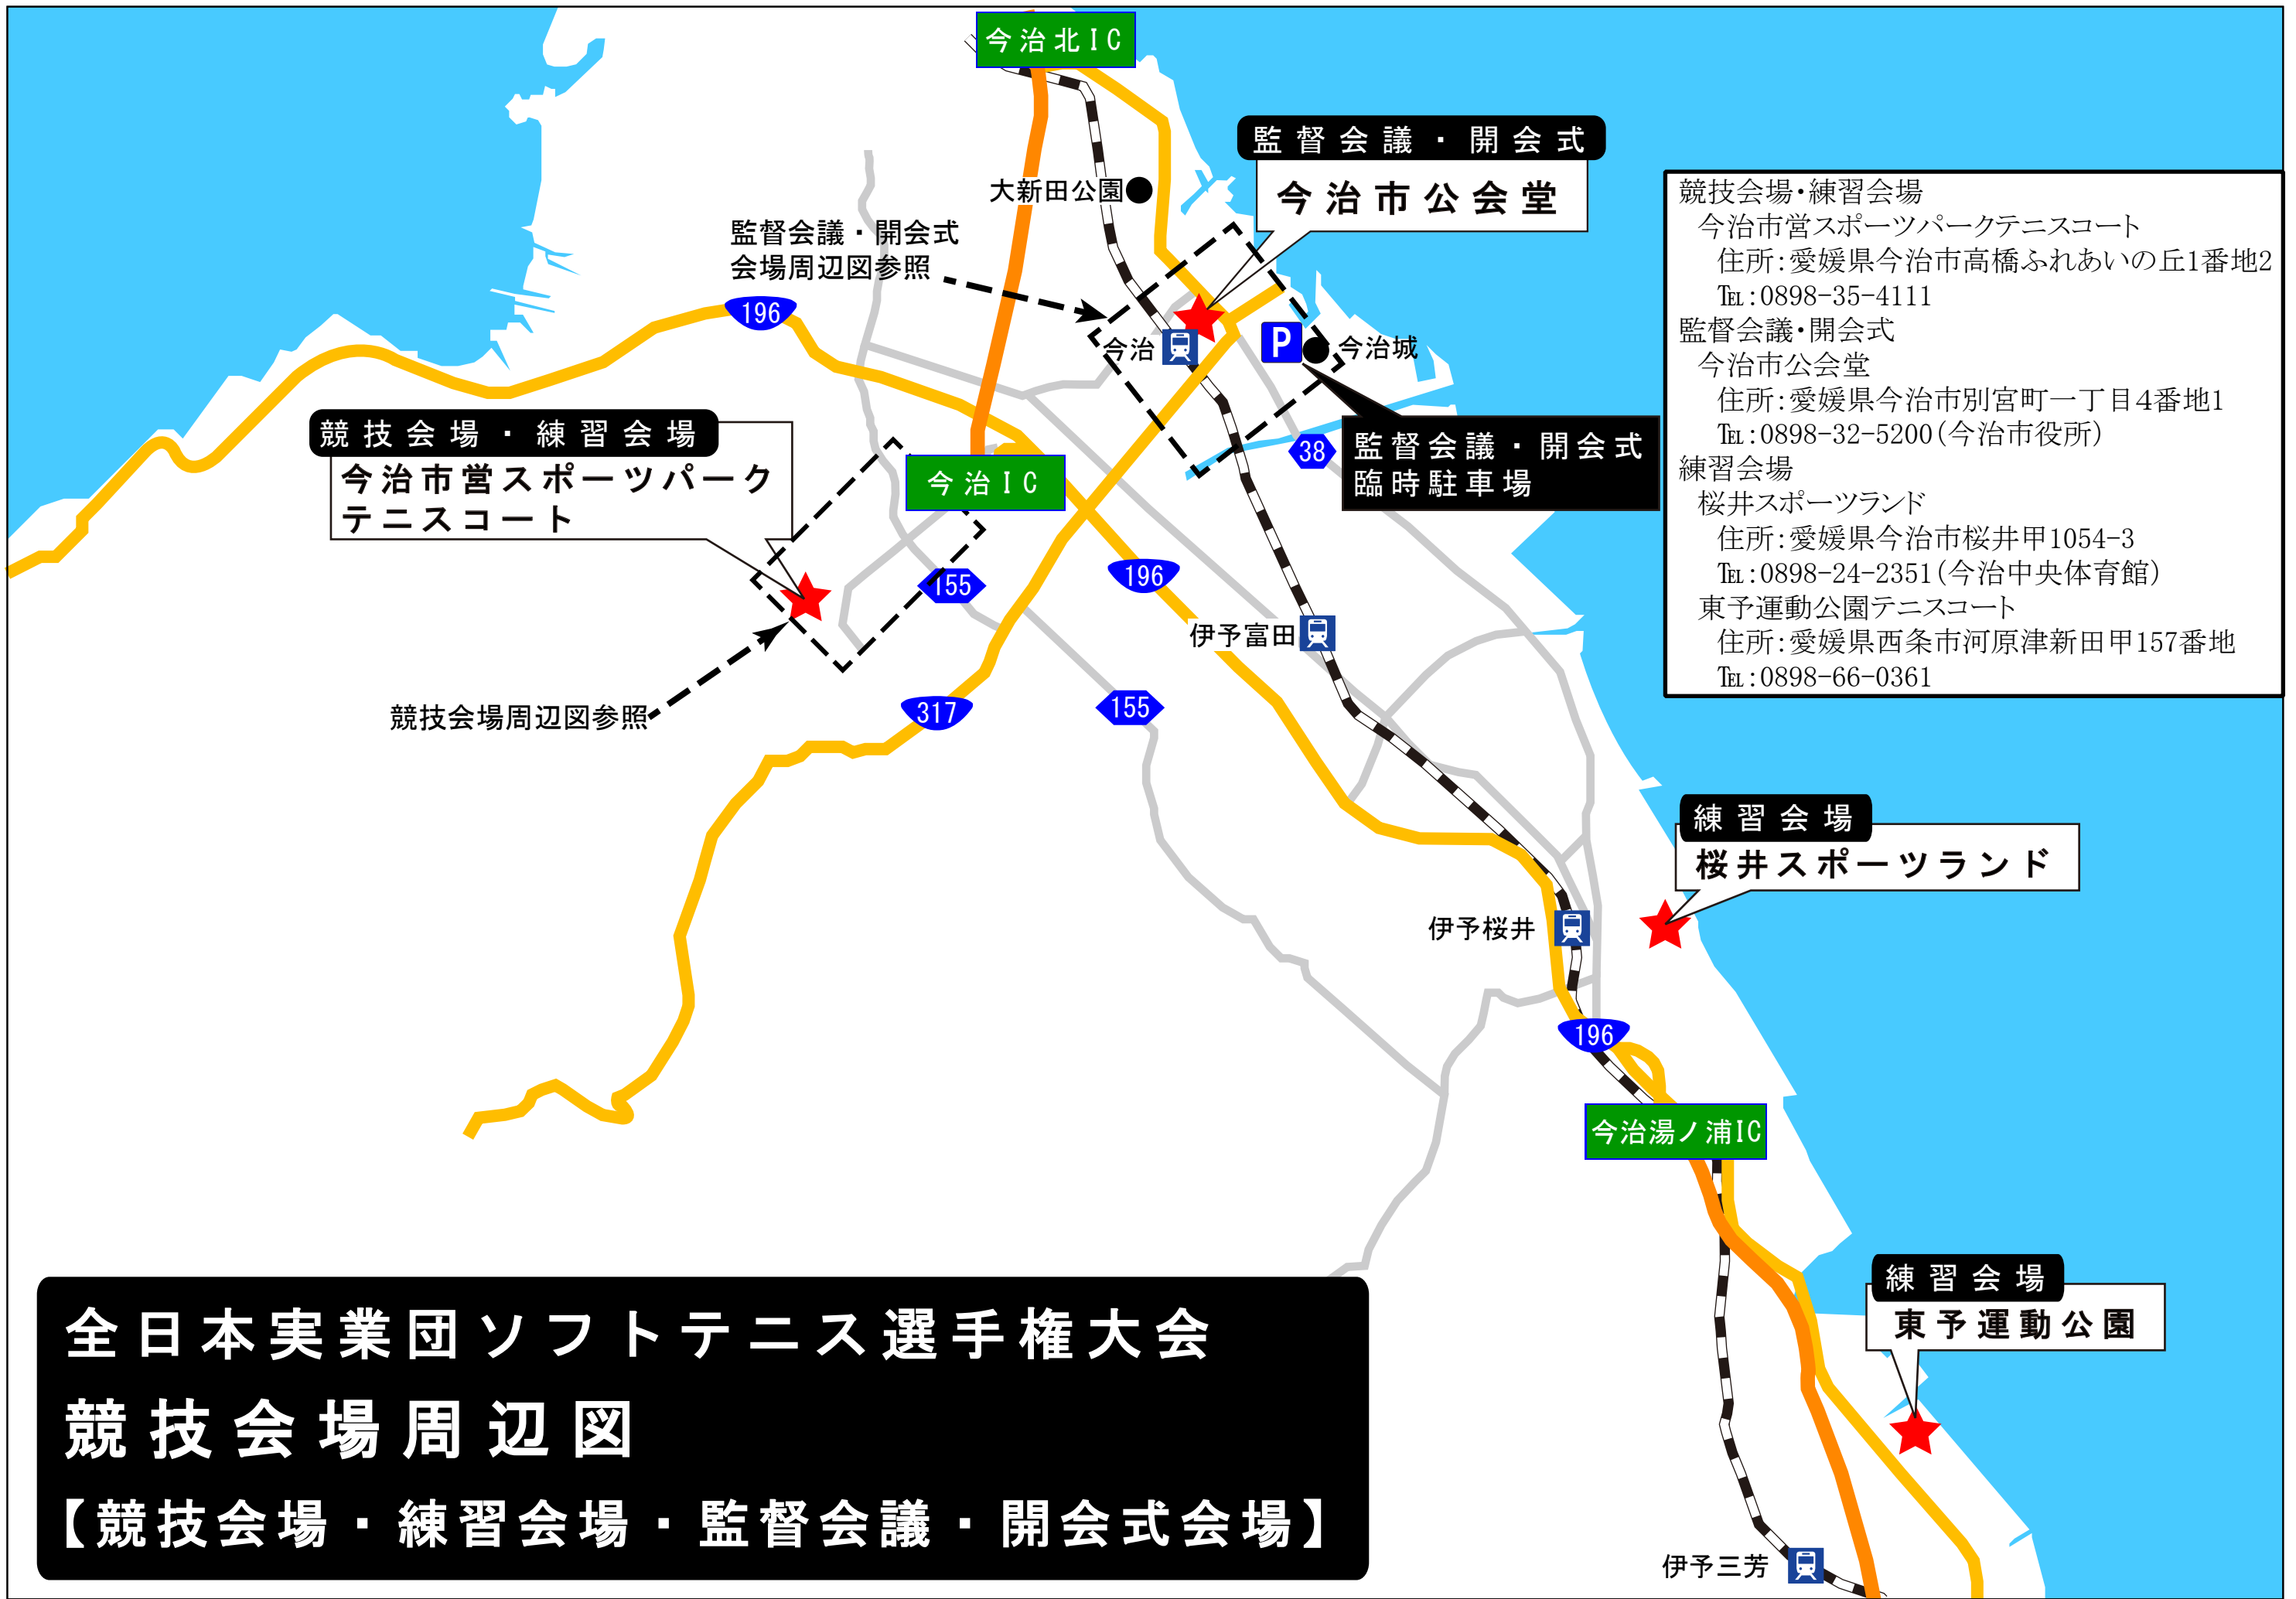 今治北IC
監督会議・開会式
今治市公会堂
大新田公園
監督会議・開会式
会場周辺図参照
競技会場・練習会場
今治市営スポーツパークテニスコート
住所：愛媛県今治市高橋ふれあいの丘1番地2
℡：0898-35-4111
監督会議・開会式
今治市公会堂
住所：愛媛県今治市別宮町一丁目4番地1
℡：0898-32-5200（今治市役所）
練習会場
桜井スポーツランド
住所：愛媛県今治市桜井甲1054-3
℡：0898-24-2351（今治中央体育館）
東予運動公園テニスコート
住所：愛媛県西条市河原津新田甲157番地
℡：0898-66-0361
196
今治
P
今治城
競技会場・練習会場
今治市営スポーツパーク
テニスコート
今治IC
38
監督会議・開会式
臨時駐車場
155
196
伊予富田
競技会場周辺図参照
317
155
練習会場
桜井スポーツランド
伊予桜井
196
今治湯ノ浦IC
練習会場
東予運動公園
全日本実業団ソフトテニス選手権大会
競技会場周辺図
【競技会場・練習会場・監督会議・開会式会場】
伊予三芳